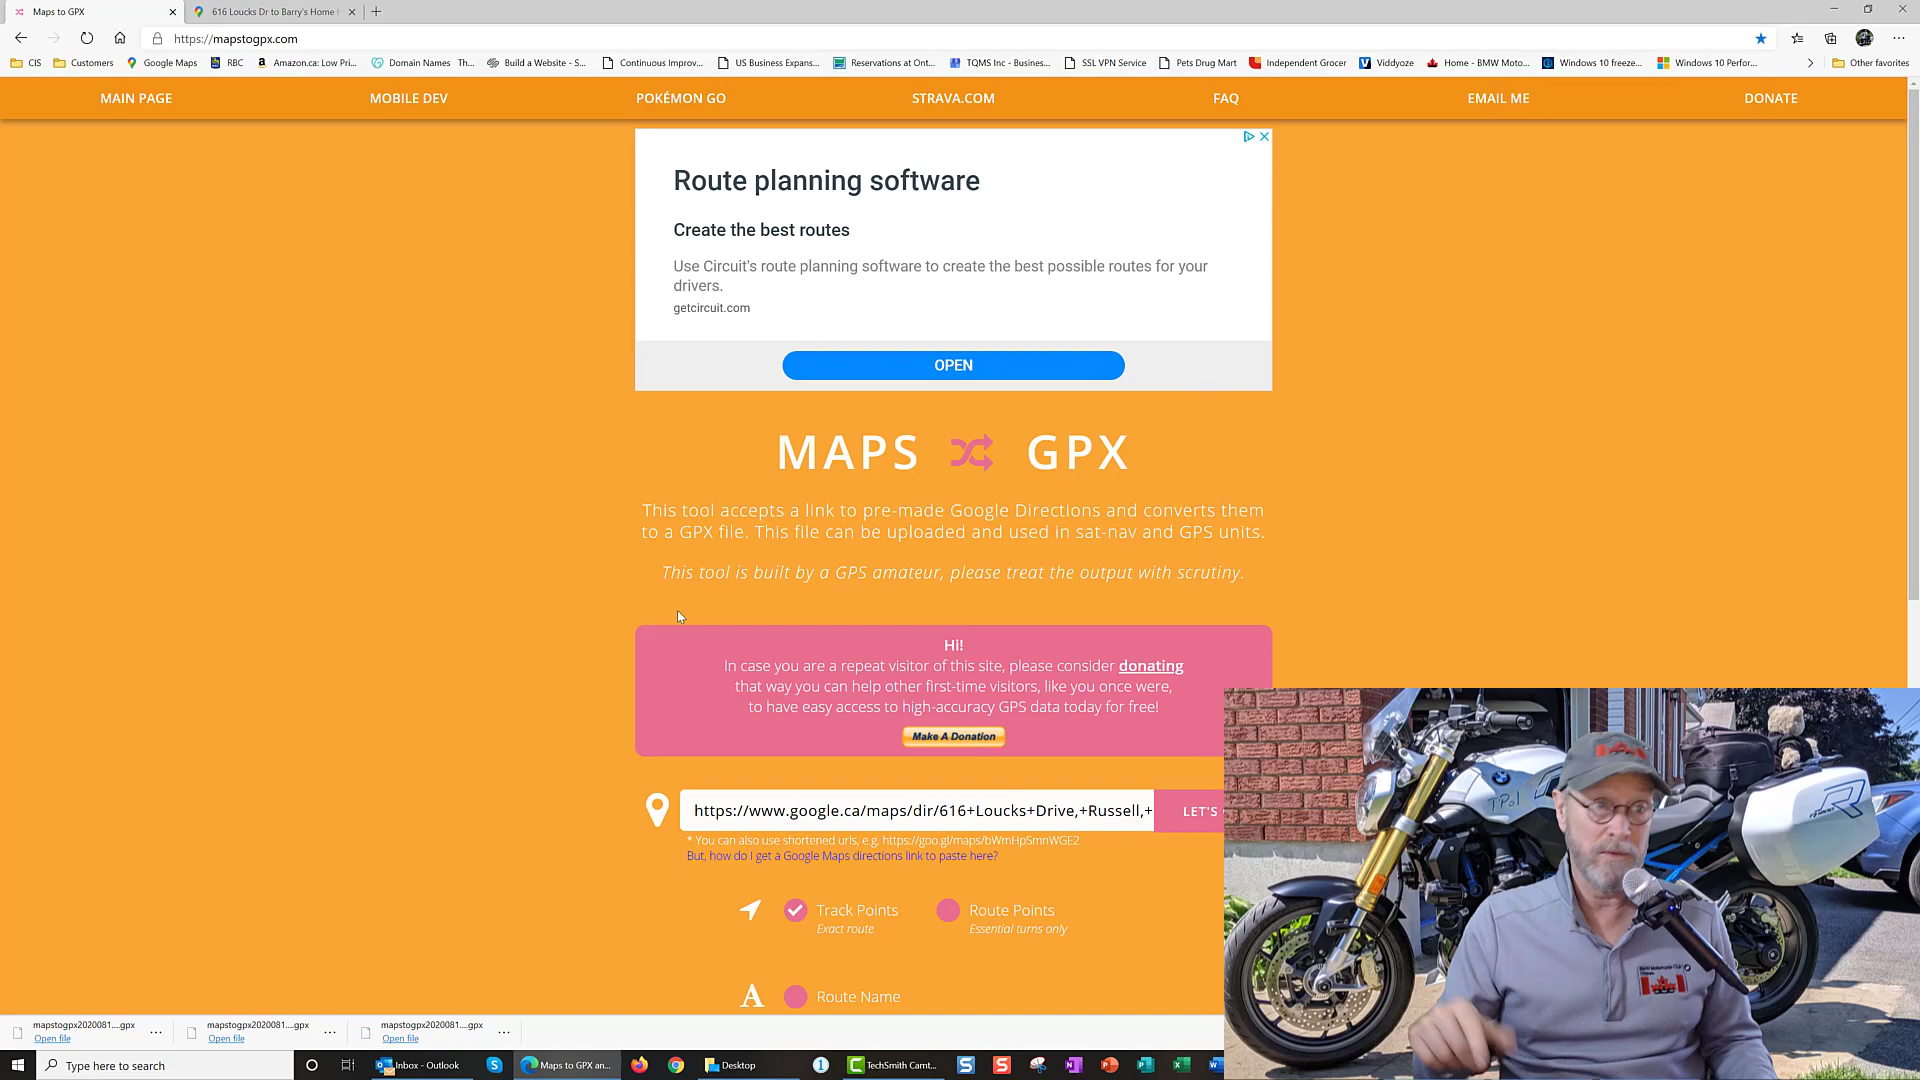 Maps to GPX
616 Loucks Dr to Barry's Home
https://mapstogpx.com
CIS
Customers
Google Maps
RBC
Amazon.ca: Low Pri...
Domain Names Th...
Build a Website - S...
Continuous Improv...
US Business Expans...
Reservations at Ont...
TQMS Inc - Busines...
SSL VPN Service
Pets Drug Mart
Independent Grocer
Viddyoze
Home - BMW Moto...
Windows 10 freeze...
Windows 10 Perfor...
Other favorites
MAIN PAGE
MOBILE DEV
POKÉMON GO
STRAVA.COM
FAQ
EMAIL ME
DONATE
Route planning software
Create the best routes
Use Circuit's route planning software to create the best possible routes for your
drivers.
getcircuit.com
OPEN
MAPS GPX
This tool accepts a link to pre-made Google Directions and converts them
to a GPX file. This file can be uploaded and used in sat-nav and GPS units.
This tool is built by a GPS amateur, please treat the output with scrutiny.
Hi!
In case you are a repeat visitor of this site, please consider donating
that way you can help other first-time visitors, like you once were,
to have easy access to high-accuracy GPS data today for free!
Make A Donation
https://www.google.ca/maps/dir/616+Loucks+Drive,+Russell,+
LET'S
* You can also use shortened urls, e.g. https://goo.gl/maps/bWmHpSmnWGE2
But, how do I get a Google Maps directions link to paste here?
Track Points
Exact route
Route Points
Essential turns only
A Route Name
mapstogpx2020081....gpx
Open file
mapstogpx2020081....gpx
Open file
mapstogpx2020081....gpx
Open file
Type here to search
Inbox - Outlook
Maps to GPX an...
Desktop
TechSmith Camt...